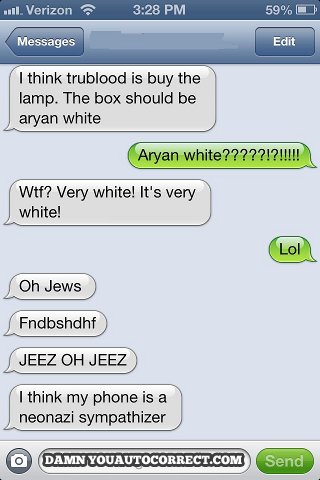 Verizon 3:28 PM 59%
Messages Edit
I think trublood is buy the
lamp. The box should be
aryan white
Aryan white?????!?!!!!!
Wtf? Very white! It's very
white!
Lol
Oh Jews
Fndbshdhf
JEEZ OH JEEZ
I think my phone is a
neonazi sympathizer
DAMN YOU AUTOCORRECT.COM Send